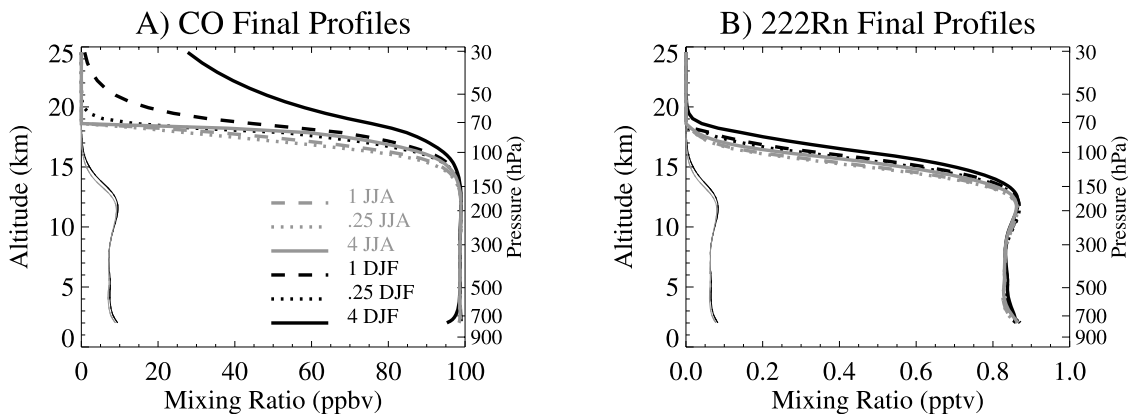 A) CO Final Profiles
25
20
15
10
5
0
Altitude (km)
30
50
70
100
150
200
300
500
700
900
Pressure (hPa)
1 JJA
.25 JJA
4 JJA
1 DJF
.25 DJF
4 DJF
0 20 40 60 80 100
Mixing Ratio (ppbv)
B) 222Rn Final Profiles
25
20
15
10
5
0
Altitude (km)
30
50
70
100
150
200
300
500
700
900
Pressure (hPa)
0.0 0.2 0.4 0.6 0.8 1.0
Mixing Ratio (pptv)